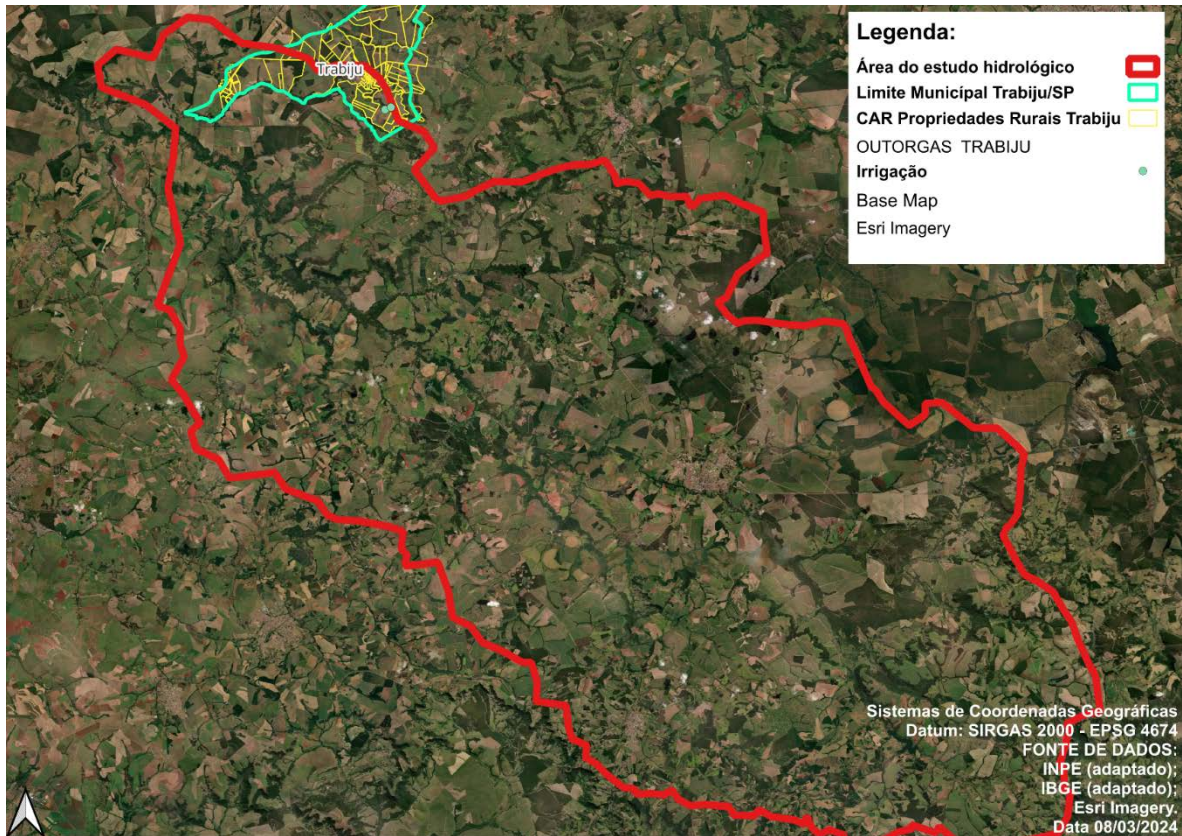 Trabiju
Legenda:
Área do estudo hidrológico
Limite Municípal Trabiju/SP
CAR Propriedades Rurais Trabiju
OUTORGAS TRABIJU
Irrigação
Base Map
Esri Imagery
Sistemas de Coordenadas Geográficas
Datum: SIRGAS 2000 - EPSG 4674
FONTE DE DADOS:
INPE (adaptado);
IBGE (adaptado);
Esri Imagery.
Data 08/03/2024